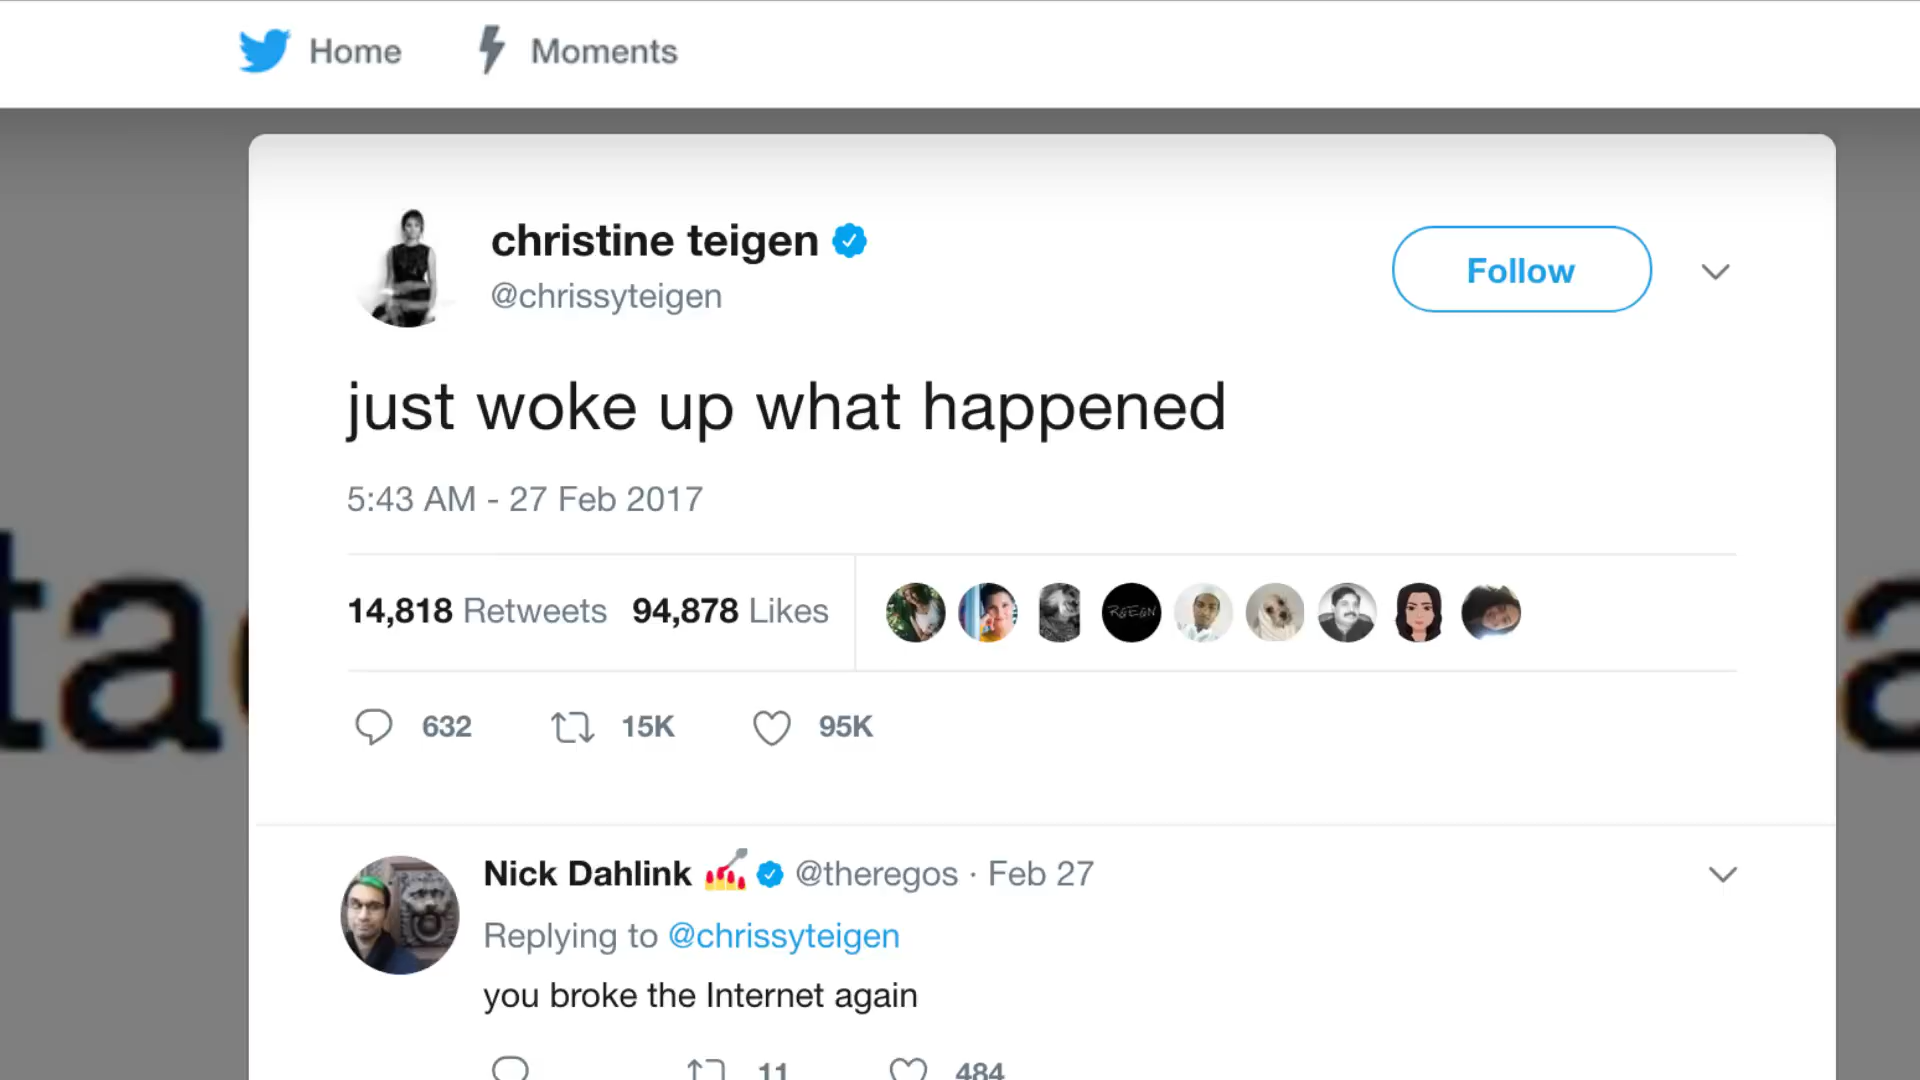 Home Moments
christine teigen
@chrissyteigen
Follow
just woke up what happened
5:43 AM - 27 Feb 2017
14,818 Retweets 94,878 Likes
632 15K 95K
Nick Dahlink @theregos · Feb 27
Replying to @chrissyteigen
you broke the Internet again
11 484